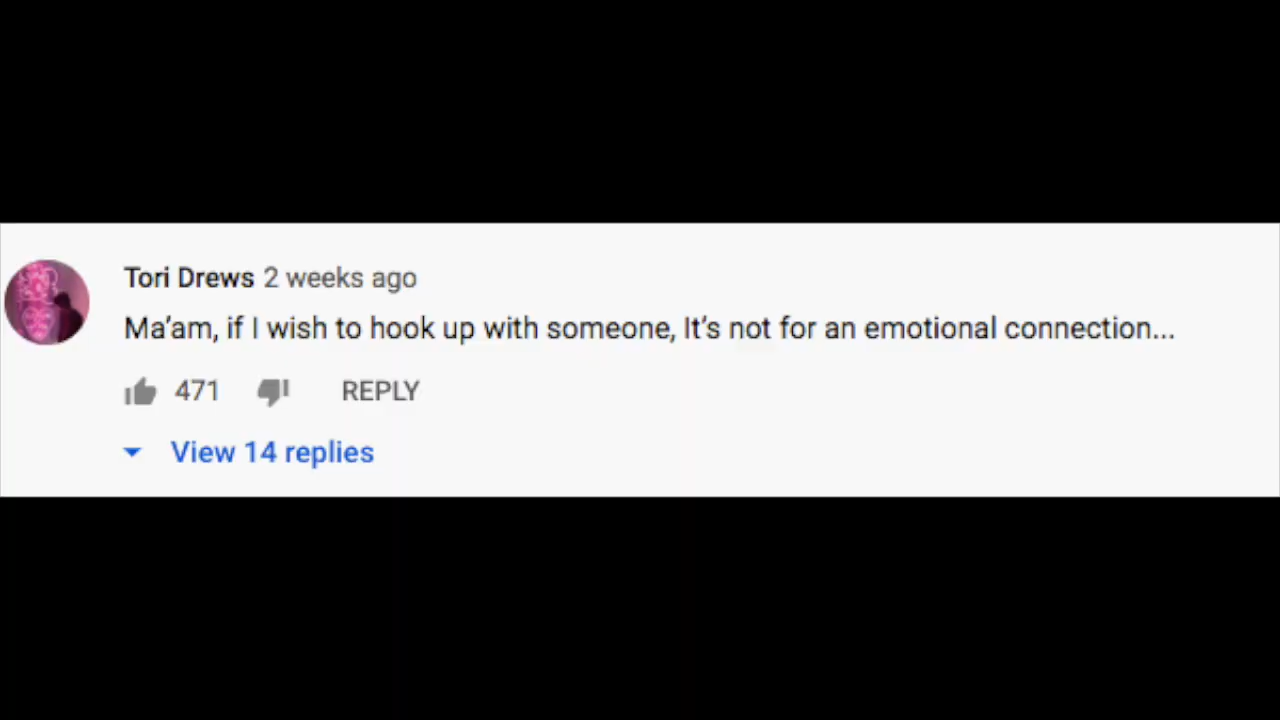 Tori Drews 2 weeks ago
Ma’am, if I wish to hook up with someone, It’s not for an emotional connection...
471 REPLY
View 14 replies